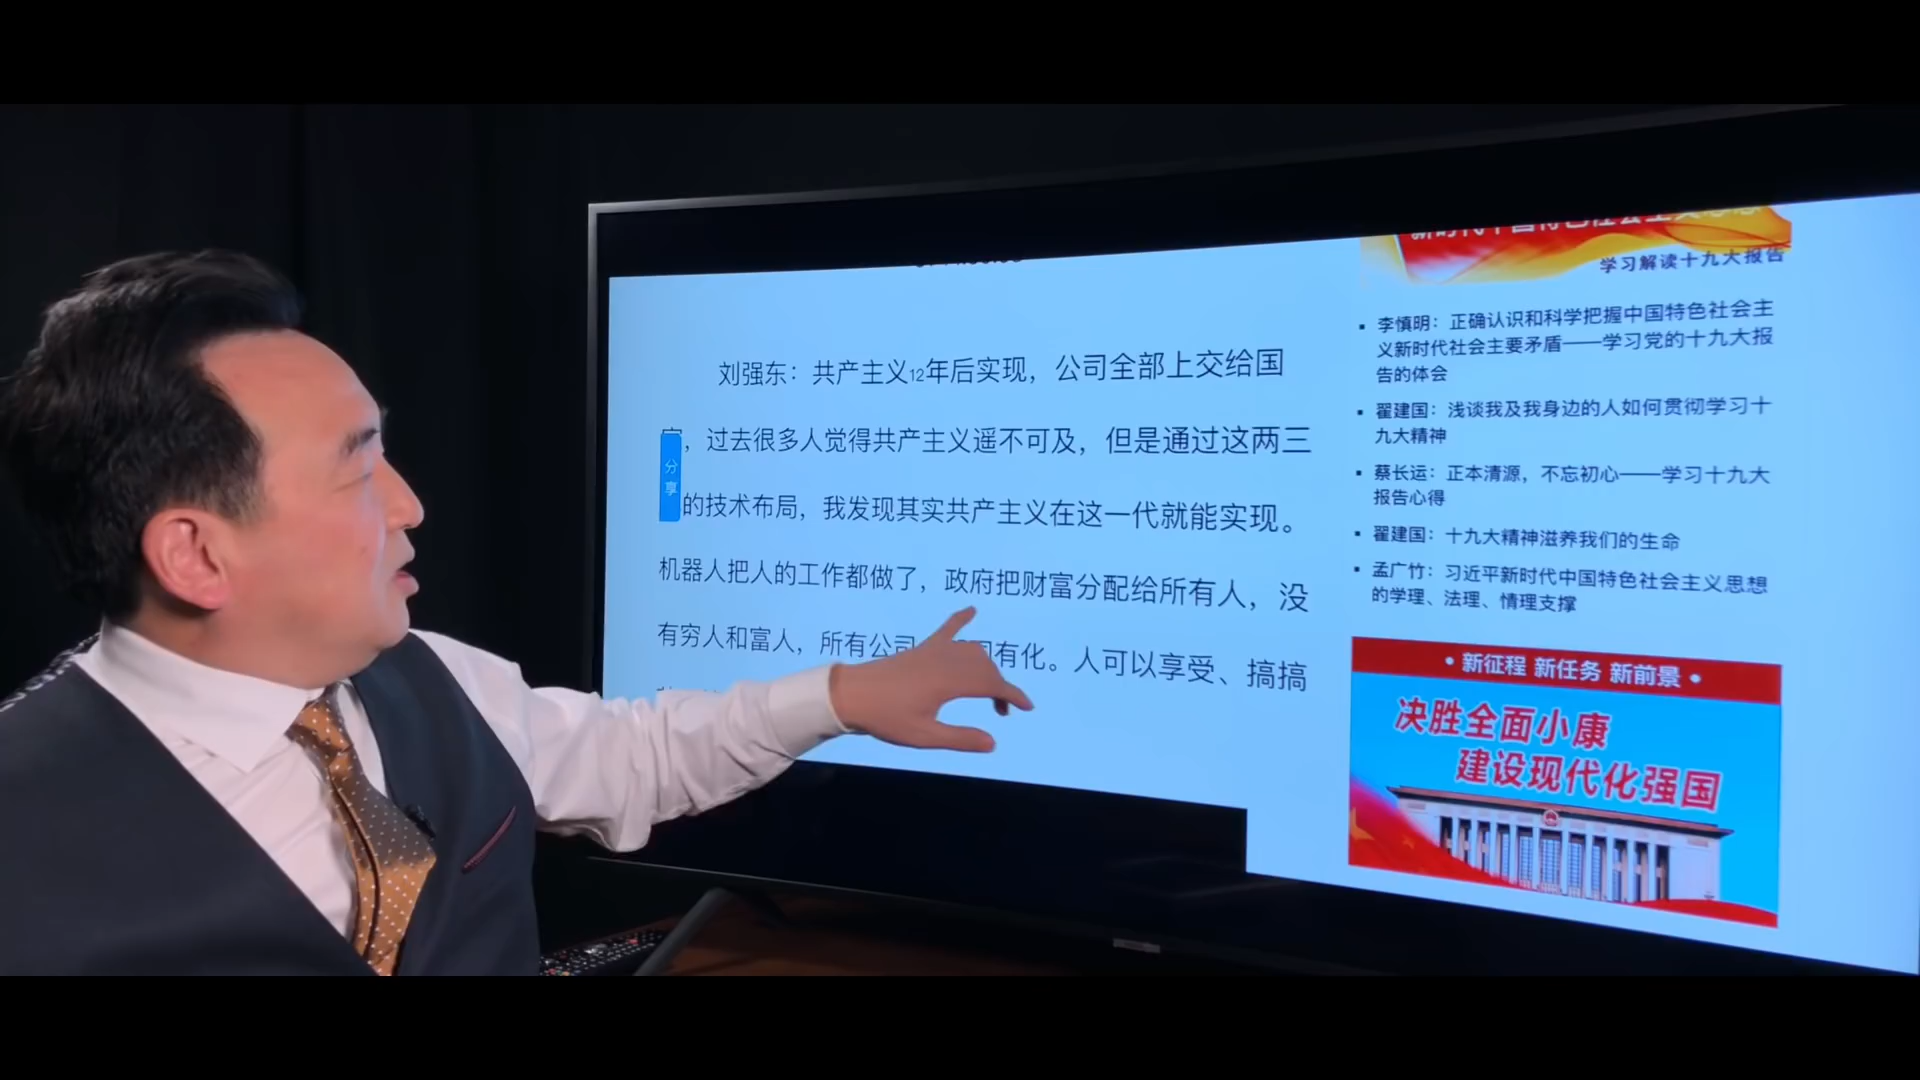 刘强东：共产主义12年后实现，公司全部上交给国
，过去很多人觉得共产主义遥不可及，但是通过这两三
的技术布局，我发现其实共产主义在这一代就能实现。
机器人把人的工作都做了，政府把财富分配给所有人，没
有穷人和富人，所有公司 国有化。人可以享受、搞搞
分享
学习解读十九大报告
李慎明：正确认识和科学把握中国特色社会主
义新时代社会主要矛盾——学习党的十九大报
告的体会
翟建国：浅谈我及我身边的人如何贯彻学习十
九大精神
蔡长运：正本清源，不忘初心——学习十九大
报告心得
翟建国：十九大精神滋养我们的生命
孟广竹：习近平新时代中国特色社会主义思想
的学理、法理、情理支撑
• 新征程 新任务 新前景 •
决胜全面小康
建设现代化强国